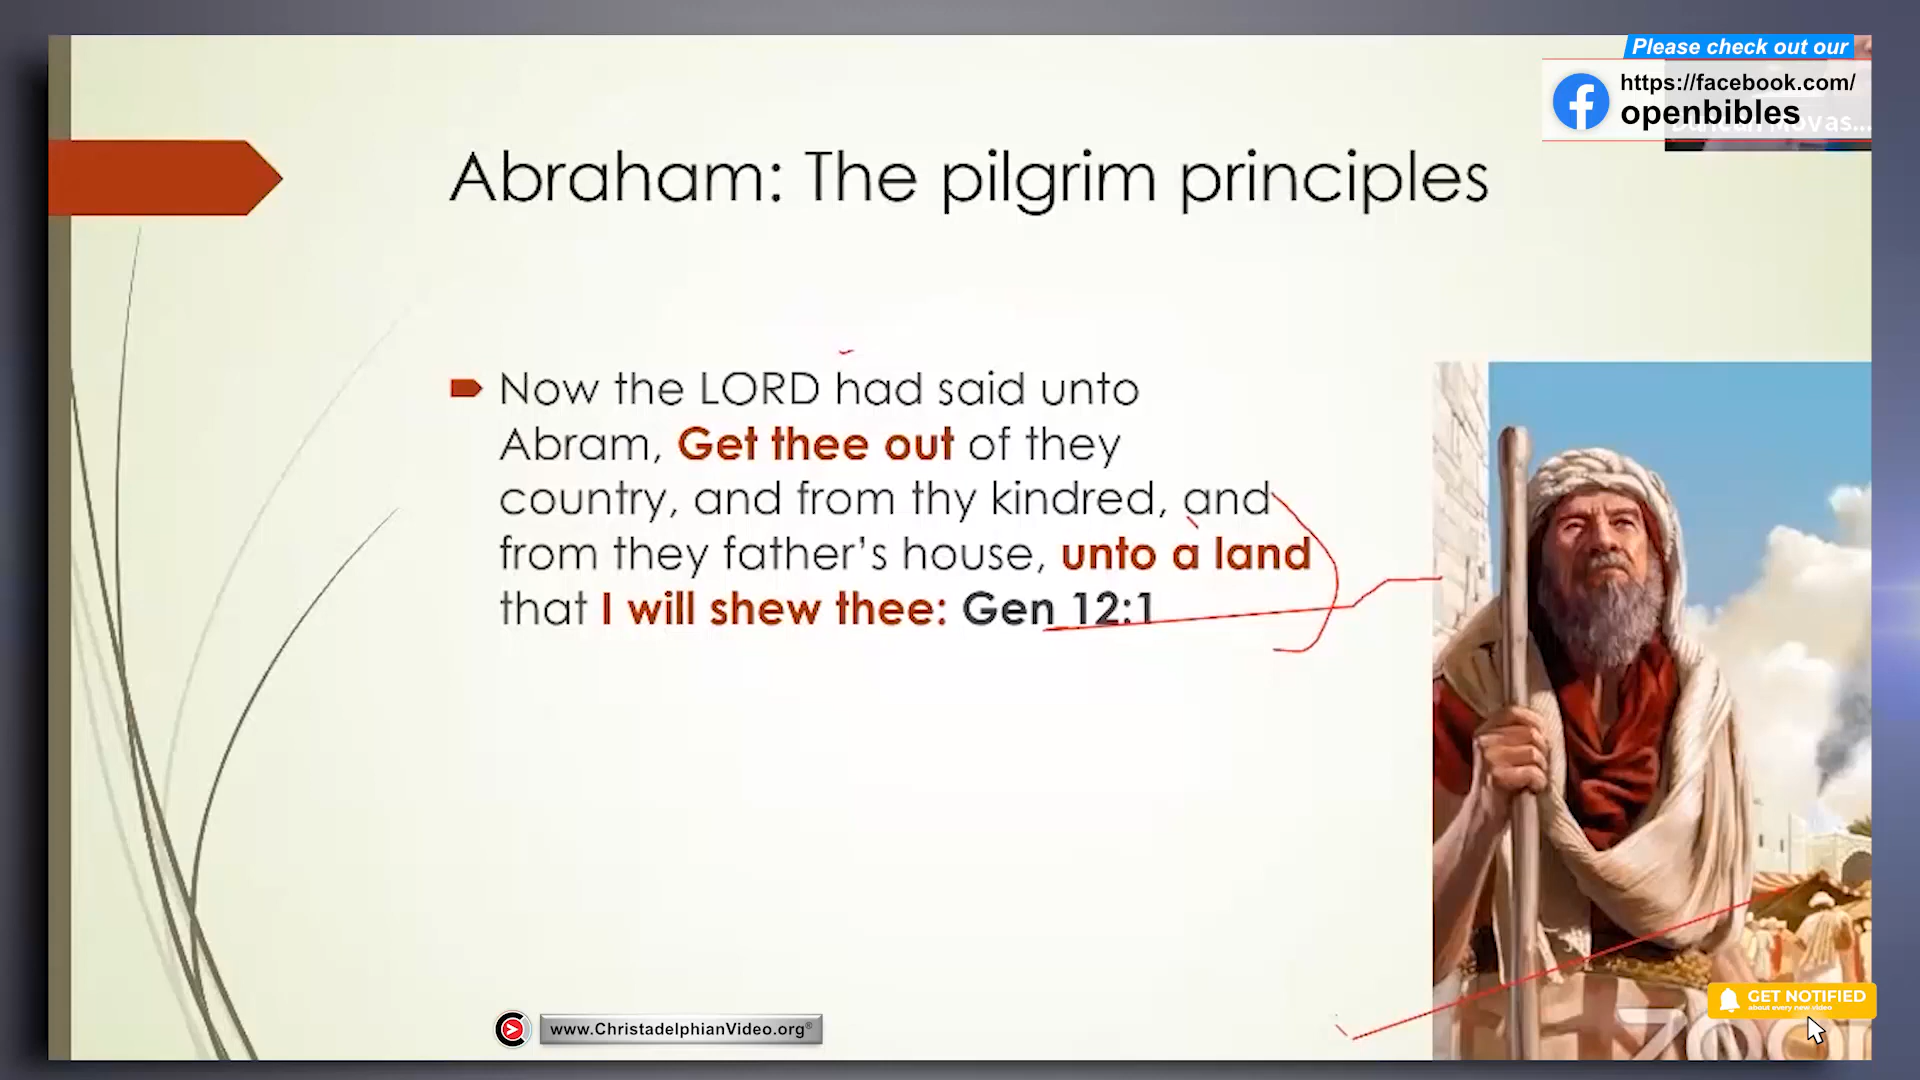 Please check out our
https://facebook.com/
openbibles
Abraham: The pilgrim principles
Now the LORD had said unto
Abram, Get thee out of they
country, and from thy kindred, and
from they father's house, unto a land
that I will shew thee: Gen 12:1
www.ChristadelphianVideo.org®
GET NOTIFIED
about every new video